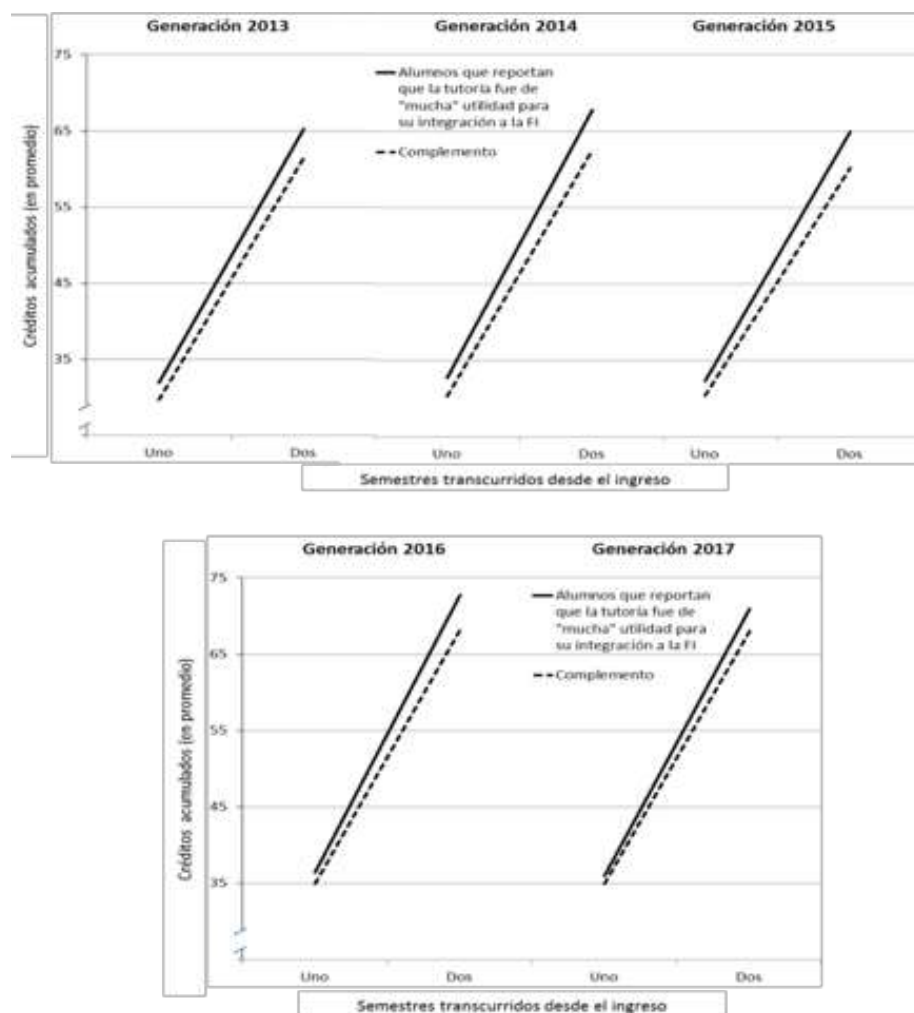 Generación 2013
Generación 2014
Generación 2015
Créditos acumulados (en promedio)
75
65
55
45
35
Alumnos que reportan
que la tutoría fue de
"mucha" utilidad para
su integración a la FI
Complemento
Uno
Dos
Uno
Dos
Uno
Dos
Semestres transcurridos desde el ingreso
Generación 2016
Generación 2017
Créditos acumulados (en promedio)
75
65
55
45
35
Alumnos que reportan
que la tutoría fue de
"mucha" utilidad para
su integración a la FI
Complemento
Uno
Dos
Uno
Dos
Semestres transcurridos desde el ingreso